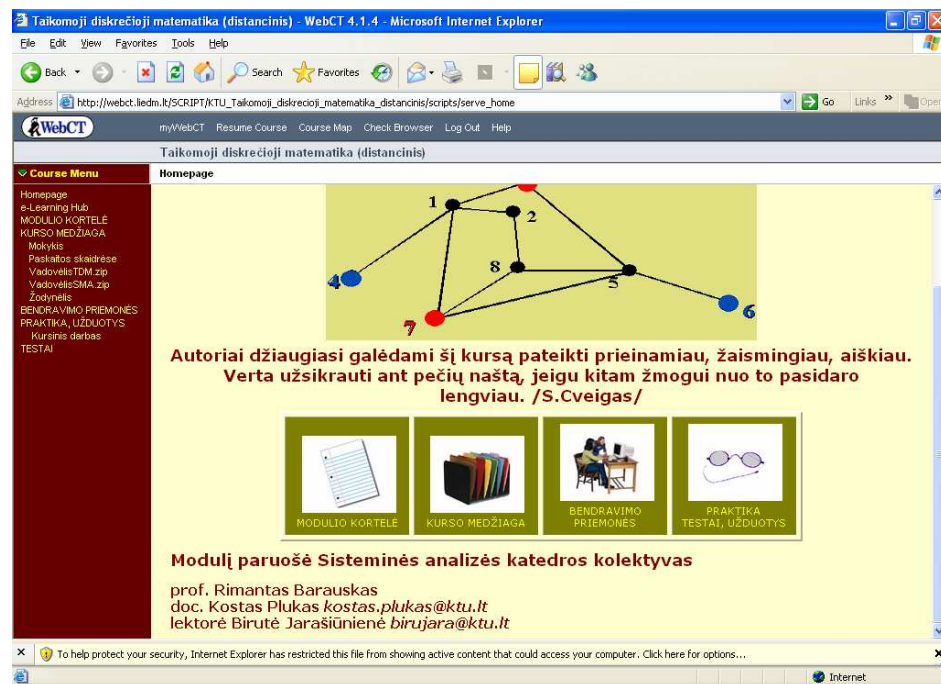 Taikomoji diskrečioji matematika (distancinis) - WebCT 4.1.4 - Microsoft Internet Explorer
File Edit View Favorites Tools Help
Back Search Favorites
Address http://webct.liedm.lt/SCRIPT/KTU_Taikomoji_diskrecioji_matematika_distancinis/scripts/serve_home Go Links »
WebCT myWebCT Resume Course Course Map Check Browser Log Out Help
Taikomoji diskrečioji matematika (distancinis)
Course Menu
Homepage
e-Learning Hub
MODULIO KORTELĖ
KURSO MEDŽIAGA
Mokykis
Paskaitos skaidrėse
VadovėlisTDM.zip
VadovėlisSMA.zip
Žodynėlis
BENDRAVIMO PRIEMONĖS
PRAKTIKA, UŽDUOTYS
Kursinis darbas
TESTAI
Homepage
1
2
8
4
5
6
7
Autoriai džiaugiasi galėdami šį kursą pateikti prieinamiau, žaismingiau, aiškiau.
Verta užsikrauti ant pečių naštą, jeigu kitam žmogui nuo to pasidaro
lengviau. /S.Cveigas/
MODULIO KORTELĖ
KURSO MEDŽIAGA
BENDRAVIMO
PRIEMONĖS
PRAKTIKA
TESTAI, UŽDUOTYS
Modulį paruošė Sisteminės analizės katedros kolektyvas
prof. Rimantas Barauskas
doc. Kostas Plukas kostas.plukas@ktu.lt
lektorė Birutė Jarašiūnienė birujara@ktu.lt
To help protect your security, Internet Explorer has restricted this file from showing active content that could access your computer. Click here for options...
Internet